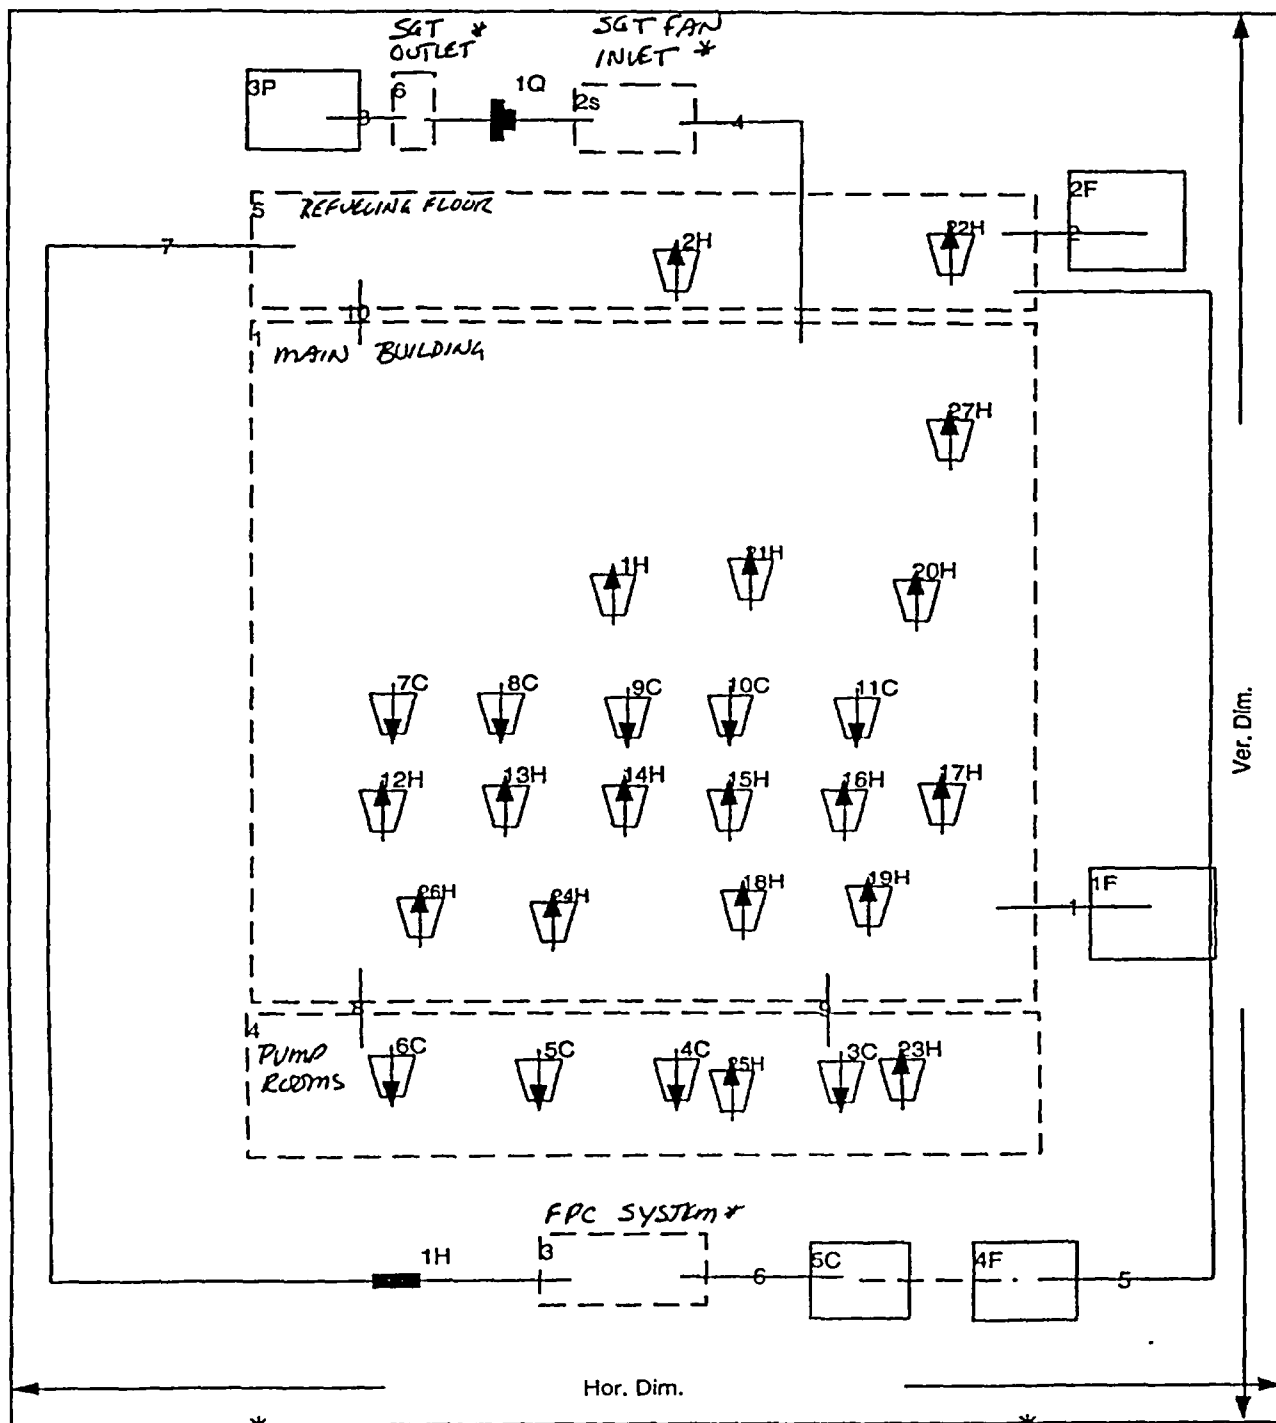 SGT *
OUTLET
SGT FAN
INLET *
3P
3
6
1Q
2s
4
5
REFUELING FLOOR
2F
2
7
2H
22H
10
1
MAIN BUILDING
27H
1H
21H
20H
7C
8C
9C
10C
11C
12H
13H
14H
15H
16H
17H
26H
24H
18H
19H
1F
1
8
9
4
PUMP
ROOMS
6C
5C
4C
25H
3C
23H
FPC SYSTEM *
1H
3
6
5C
4F
5
Hor. Dim.
Ver. Dim.
*
*